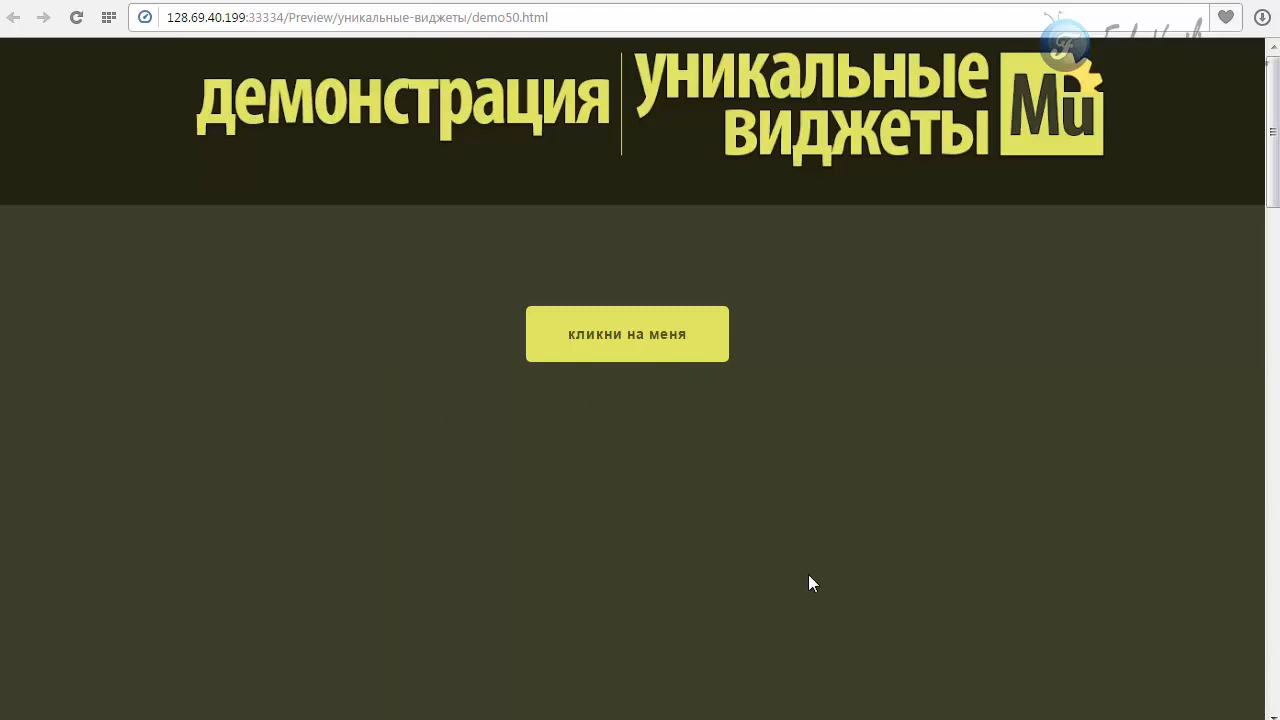 128.69.40.199:33334/Preview/уникальные-виджеты/demo50.html
демонстрация
уникальные
виджеты
Mu
кликни на меня